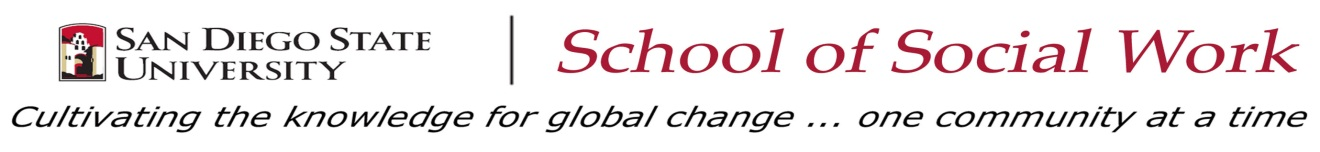 SAN DIEGO STATE
UNIVERSITY
School of Social Work
Cultivating the knowledge for global change ... one community at a time